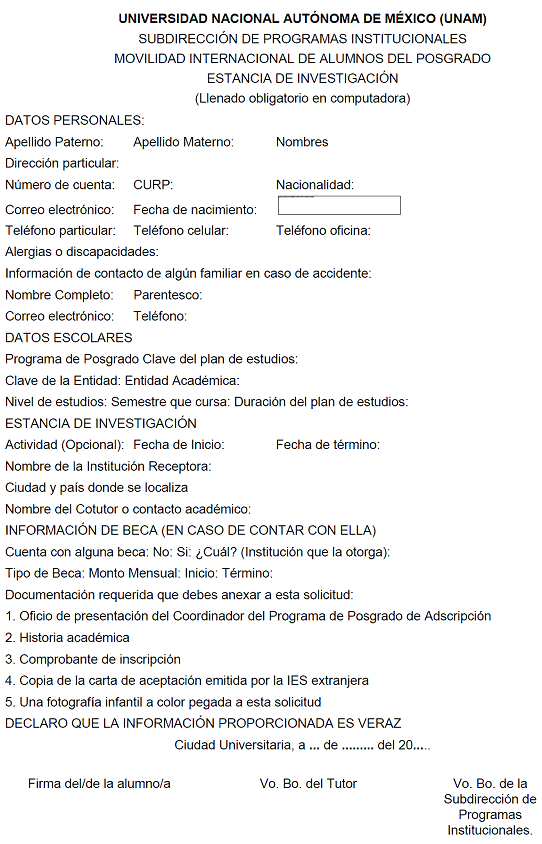 UNIVERSIDAD NACIONAL AUTÓNOMA DE MÉXICO (UNAM)
SUBDIRECCIÓN DE PROGRAMAS INSTITUCIONALES
MOVILIDAD INTERNACIONAL DE ALUMNOS DEL POSGRADO
ESTANCIA DE INVESTIGACIÓN
(Llenado obligatorio en computadora)
DATOS PERSONALES:
Apellido Paterno: Apellido Materno: Nombres
Dirección particular:
Número de cuenta: CURP: Nacionalidad:
Correo electrónico: Fecha de nacimiento:
Teléfono particular: Teléfono celular: Teléfono oficina:
Alergias o discapacidades:
Información de contacto de algún familiar en caso de accidente:
Nombre Completo: Parentesco:
Correo electrónico: Teléfono:
DATOS ESCOLARES
Programa de Posgrado Clave del plan de estudios:
Clave de la Entidad: Entidad Académica:
Nivel de estudios: Semestre que cursa: Duración del plan de estudios:
ESTANCIA DE INVESTIGACIÓN
Actividad (Opcional): Fecha de Inicio: Fecha de término:
Nombre de la Institución Receptora:
Ciudad y país donde se localiza
Nombre del Cotutor o contacto académico:
INFORMACIÓN DE BECA (EN CASO DE CONTAR CON ELLA)
Cuenta con alguna beca: No: Si: ¿Cuál? (Institución que la otorga):
Tipo de Beca: Monto Mensual: Inicio: Término:
Documentación requerida que debes anexar a esta solicitud:
1. Oficio de presentación del Coordinador del Programa de Posgrado de Adscripción
2. Historia académica
3. Comprobante de inscripción
4. Copia de la carta de aceptación emitida por la IES extranjera
5. Una fotografía infantil a color pegada a esta solicitud
DECLARO QUE LA INFORMACIÓN PROPORCIONADA ES VERAZ
Ciudad Universitaria, a ... de ......... del 20.....
Firma del/de la alumno/a Vo. Bo. del Tutor Vo. Bo. de la
Subdirección de
Programas
Institucionales.